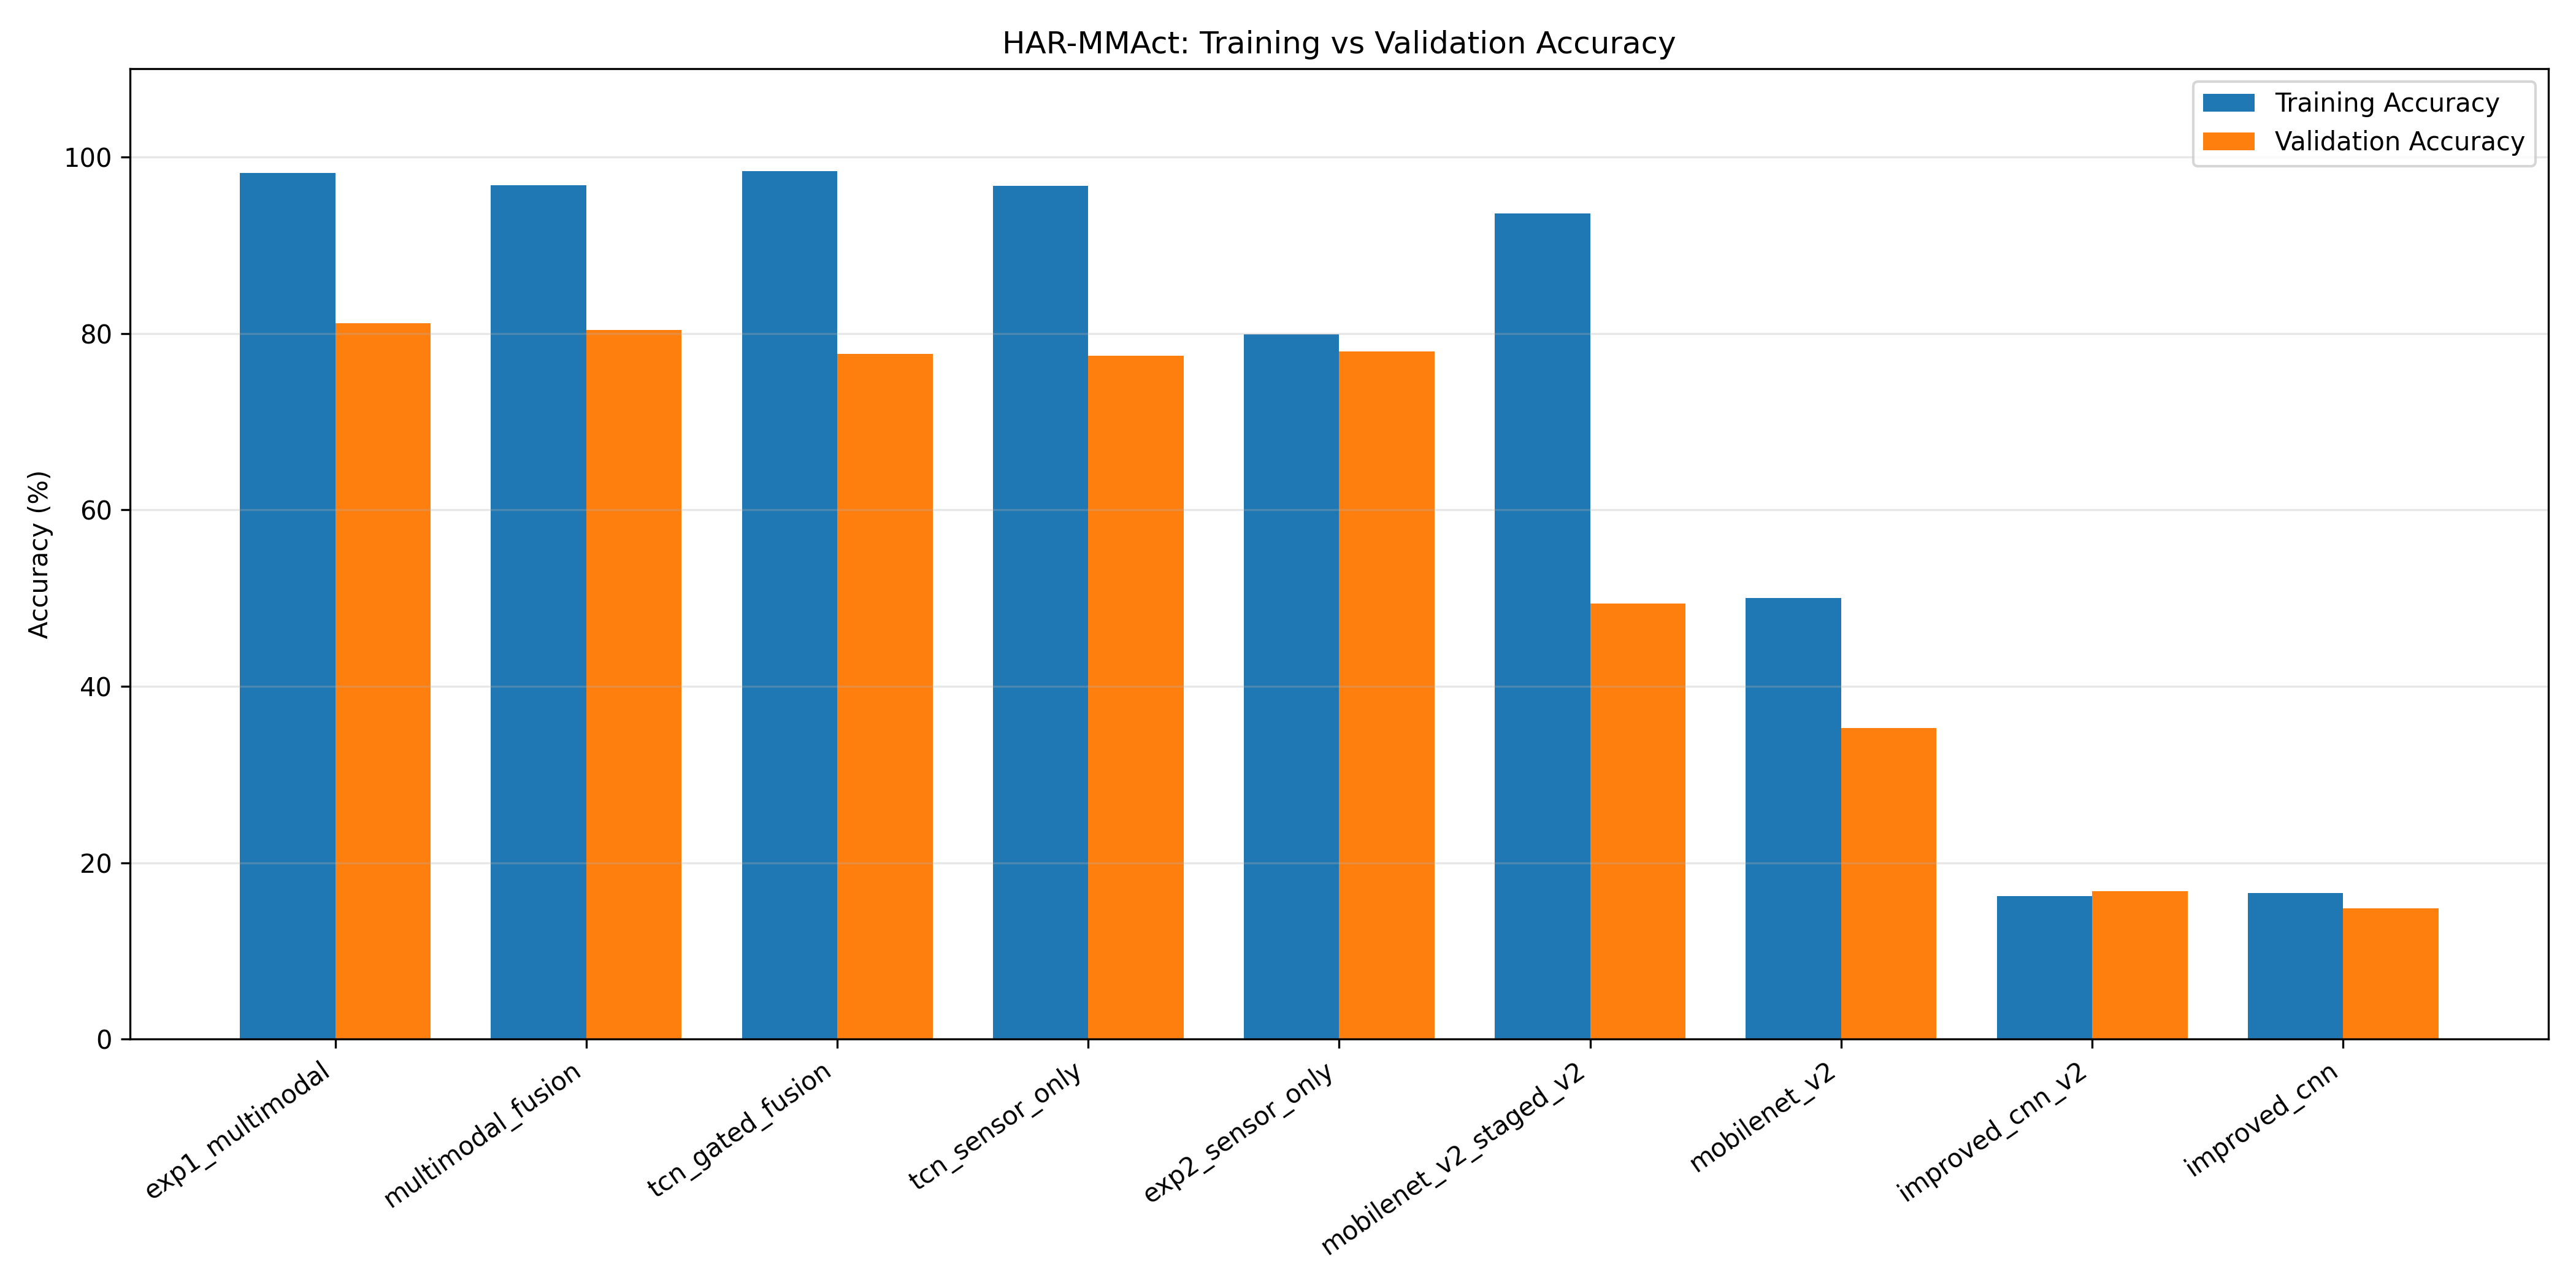 HAR-MMAct: Training vs Validation Accuracy
Training Accuracy
Validation Accuracy
Accuracy (%)
100
80
60
40
20
0
exp1_multimodal
multimodal_fusion
tcn_gated_fusion
tcn_sensor_only
exp2_sensor_only
mobilenet_v2_staged_v2
mobilenet_v2
improved_cnn_v2
improved_cnn